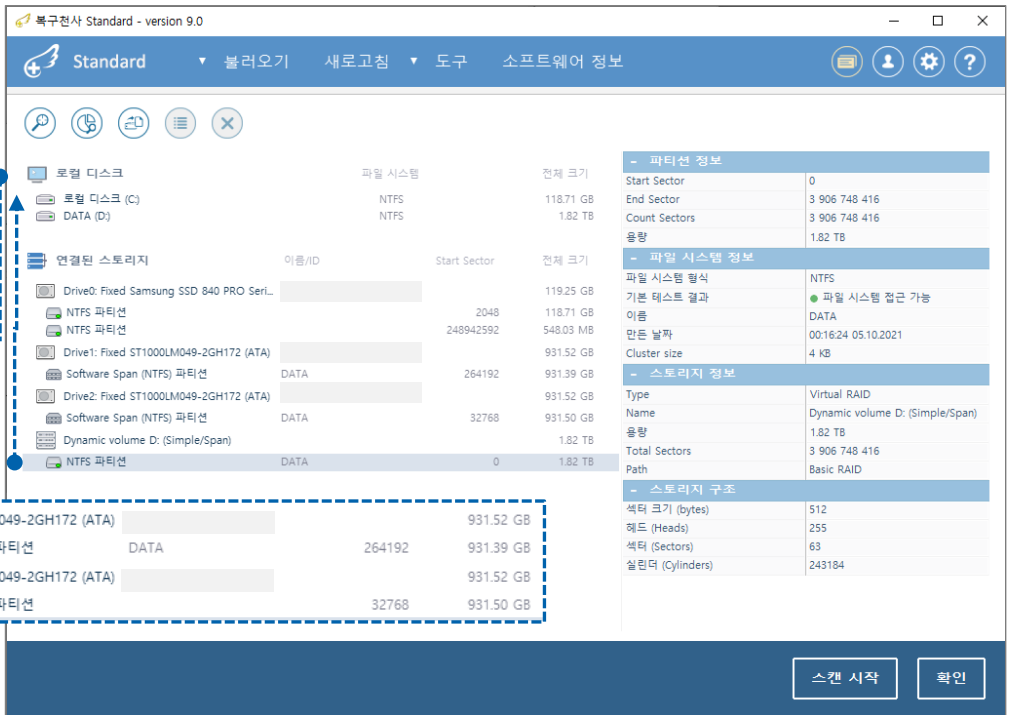 복구천사 Standard - version 9.0
Standard ▼ 불러오기 새로고침 ▼ 도구 소프트웨어 정보
로컬 디스크 파일 시스템 전체 크기
로컬 디스크 (C:) NTFS 118.71 GB
DATA (D:) NTFS 1.82 TB
연결된 스토리지 이름/ID Start Sector 전체 크기
Drive0: Fixed Samsung SSD 840 PRO Seri... 119.25 GB
NTFS 파티션 2048 118.71 GB
NTFS 파티션 248942592 548.03 MB
Drive1: Fixed ST1000LM049-2GH172 (ATA) 931.52 GB
Software Span (NTFS) 파티션 DATA 264192 931.39 GB
Drive2: Fixed ST1000LM049-2GH172 (ATA) 931.52 GB
Software Span (NTFS) 파티션 DATA 32768 931.50 GB
Dynamic volume D: (Simple/Span) 1.82 TB
NTFS 파티션 DATA 0 1.82 TB
049-2GH172 (ATA) 931.52 GB
파티션 DATA 264192 931.39 GB
049-2GH172 (ATA) 931.52 GB
파티션 32768 931.50 GB
– 파티션 정보
Start Sector 0
End Sector 3 906 748 416
Count Sectors 3 906 748 416
용량 1.82 TB
– 파일 시스템 정보
파일 시스템 형식 NTFS
기본 테스트 결과 ● 파일 시스템 접근 가능
이름 DATA
만든 날짜 00:16:24 05.10.2021
Cluster size 4 KB
– 스토리지 정보
Type Virtual RAID
Name Dynamic volume D: (Simple/Span)
용량 1.82 TB
Total Sectors 3 906 748 416
Path Basic RAID
– 스토리지 구조
섹터 크기 (bytes) 512
헤드 (Heads) 255
섹터 (Sectors) 63
실린더 (Cylinders) 243184
스캔 시작 확인